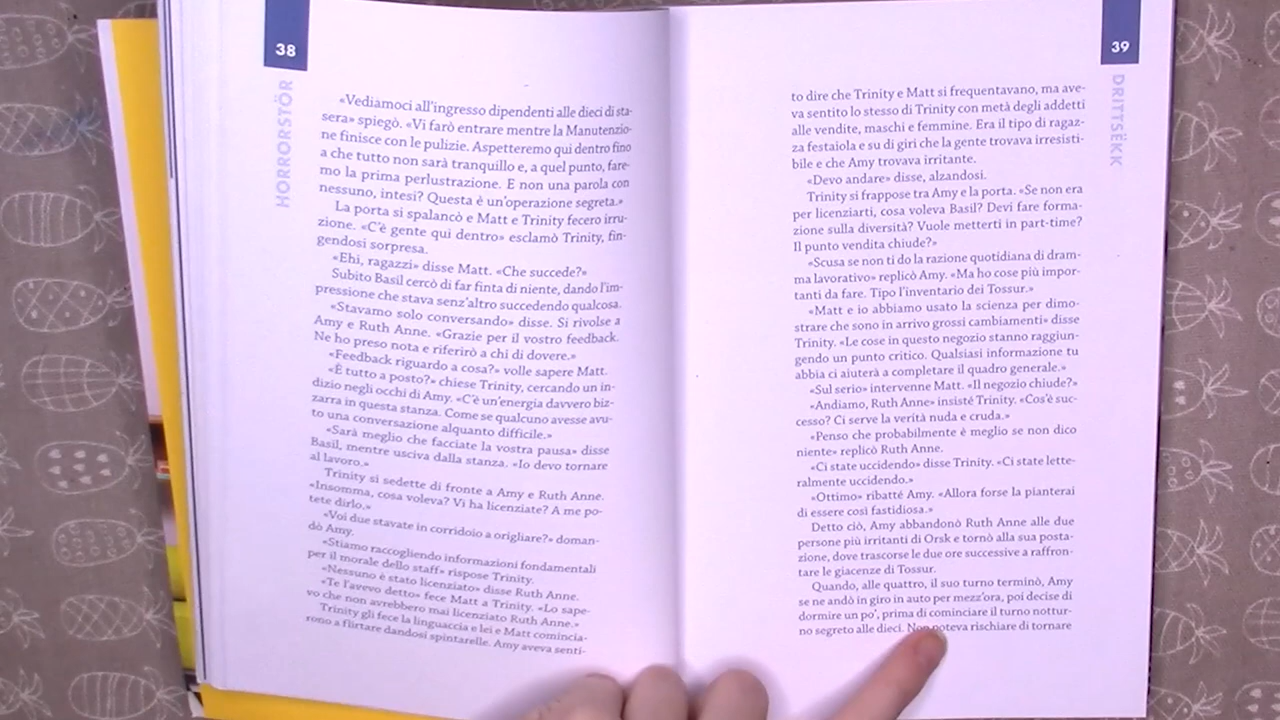 38
HORRORSTÖR
«Vediamoci all'ingresso dipendenti alle dieci di sta-
sera» spiegò. «Vi farò entrare mentre la Manutenzio-
ne finisce con le pulizie. Aspetteremo qui dentro fino
a che tutto non sarà tranquillo e, a quel punto, fare-
mo la prima perlustrazione. E non una parola con
nessuno, intesi? Questa è un'operazione segreta.»
La porta si spalancò e Matt e Trinity fecero irru-
zione. «C'è gente qui dentro» esclamò Trinity, fin-
gendosi sorpresa.
«Ehi, ragazzi» disse Matt. «Che succede?»
Subito Basil cercò di far finta di niente, dando l'im-
pressione che stava senz'altro succedendo qualcosa.
«Stavamo solo conversando» disse. Si rivolse a
Amy e Ruth Anne. «Grazie per il vostro feedback.
Ne ho preso nota e riferirò a chi di dovere.»
«Feedback riguardo a cosa?» volle sapere Matt.
«È tutto a posto?» chiese Trinity, cercando un in-
dizio negli occhi di Amy. «C'è un'energia davvero biz-
zarra in questa stanza. Come se qualcuno avesse avu-
to una conversazione alquanto difficile.»
«Sarà meglio che facciate la vostra pausa» disse
Basil, mentre usciva dalla stanza. «Io devo tornare
al lavoro.»
Trinity si sedette di fronte a Amy e Ruth Anne.
«Insomma, cosa voleva? Vi ha licenziate? A me po-
tete dirlo.»
«Voi due stavate in corridoio a origliare?» doman-
dò Amy.
«Stiamo raccogliendo informazioni fondamentali
per il morale dello staff» rispose Trinity.
«Nessuno è stato licenziato» disse Ruth Anne.
«Te l'avevo detto» fece Matt a Trinity. «Lo sape-
vo che non avrebbero mai licenziato Ruth Anne.»
Trinity gli fece la linguaccia e lei e Matt comincia-
rono a flirtare dandosi spintarelle. Amy aveva senti-
39
DRITTSËKK
to dire che Trinity e Matt si frequentavano, ma ave-
va sentito lo stesso di Trinity con metà degli addetti
alle vendite, maschi e femmine. Era il tipo di ragaz-
za festaiola e su di giri che la gente trovava irresisti-
bile e che Amy trovava irritante.
«Devo andare» disse, alzandosi.
Trinity si frappose tra Amy e la porta. «Se non era
per licenziarti, cosa voleva Basil? Devi fare forma-
zione sulla diversità? Vuole metterti in part-time?
Il punto vendita chiude?»
«Scusa se non ti do la razione quotidiana di dram-
ma lavorativo» replicò Amy. «Ma ho cose più impor-
tanti da fare. Tipo l'inventario dei Tossur.»
«Matt e io abbiamo usato la scienza per dimo-
strare che sono in arrivo grossi cambiamenti» disse
Trinity. «Le cose in questo negozio stanno raggiun-
gendo un punto critico. Qualsiasi informazione tu
abbia ci aiuterà a completare il quadro generale.»
«Sul serio» intervenne Matt. «Il negozio chiude?»
«Andiamo, Ruth Anne» insisté Trinity. «Cos'è suc-
cesso? Ci serve la verità nuda e cruda.»
«Penso che probabilmente è meglio se non dico
niente» replicò Ruth Anne.
«Ci state uccidendo» disse Trinity. «Ci state lette-
ralmente uccidendo.»
«Ottimo» ribatté Amy. «Allora forse la pianterai
di essere così fastidiosa.»
Detto ciò, Amy abbandonò Ruth Anne alle due
persone più irritanti di Orsk e tornò alla sua posta-
zione, dove trascorse le due ore successive a raffron-
tare le giacenze di Tossur.
Quando, alle quattro, il suo turno terminò, Amy
se ne andò in giro in auto per mezz'ora, poi decise di
dormire un po', prima di cominciare il turno nottur-
no segreto alle dieci. Non poteva rischiare di tornare